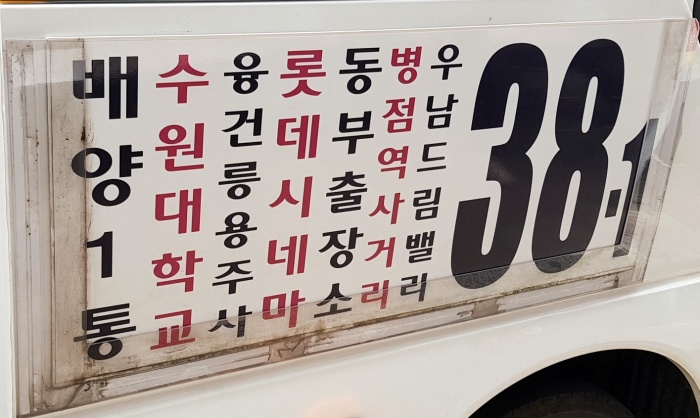 배양1통
수원대학교
융건릉용주사
롯데시네마
동부출장소
병점역사거리
우남드림밸리
38-1